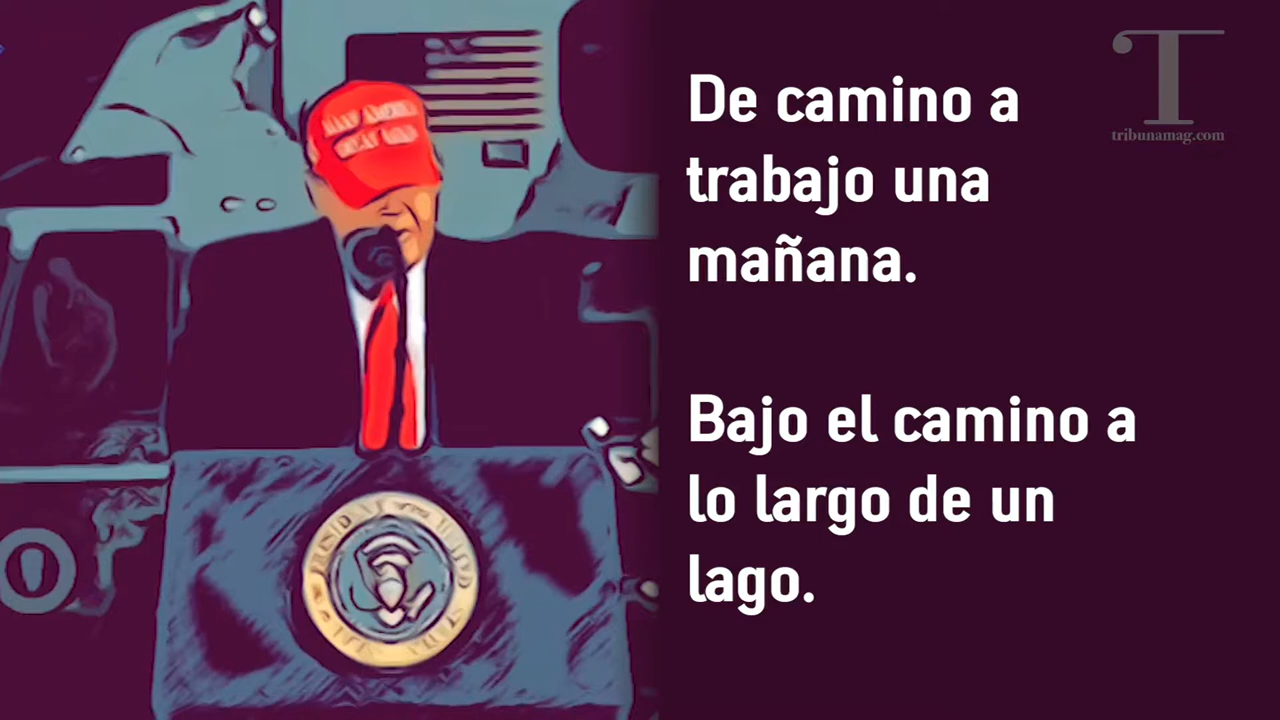 T
tribunamag.com
De camino a
trabajo una
mañana.
Bajo el camino a
lo largo de un
lago.